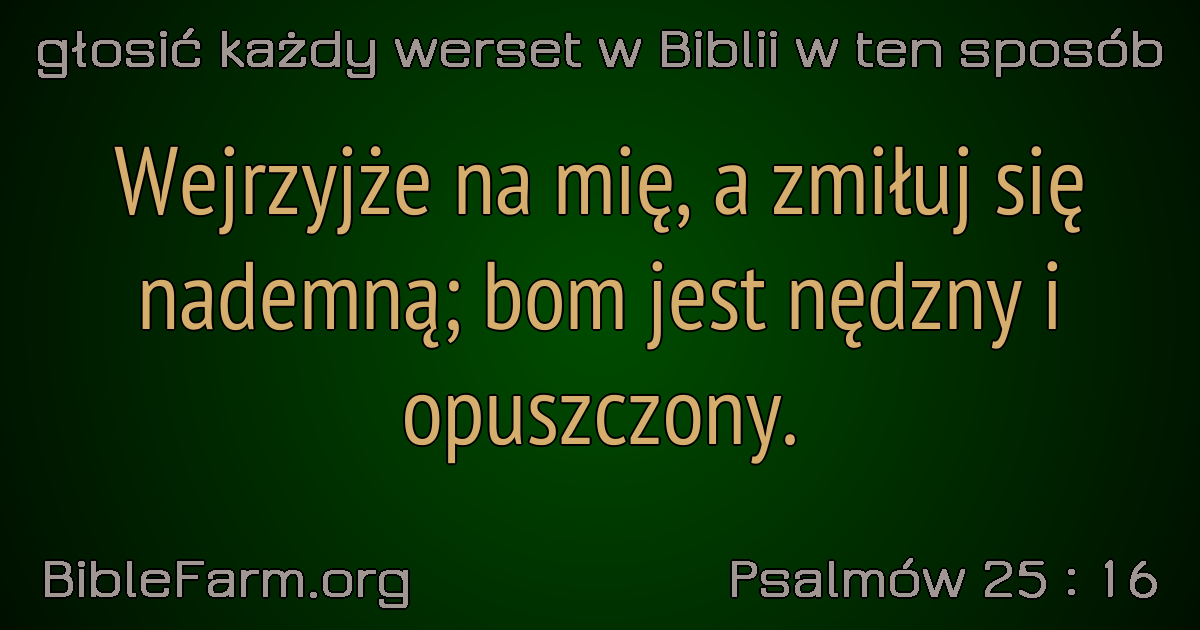 głosić każdy werset w Biblii w ten sposób
Wejrzyjże na mię, a zmiłuj się
nademną; bom jest nędzny i
opuszczony.
BibleFarm.org
Psalmów 25 : 16